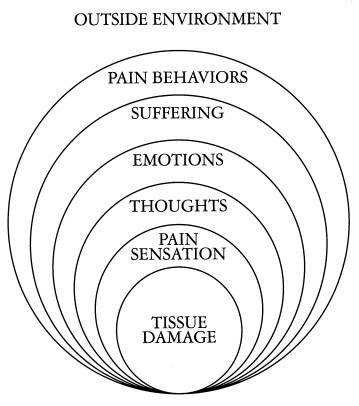 OUTSIDE ENVIRONMENT
PAIN BEHAVIORS
SUFFERING
EMOTIONS
THOUGHTS
PAIN
SENSATION
TISSUE
DAMAGE